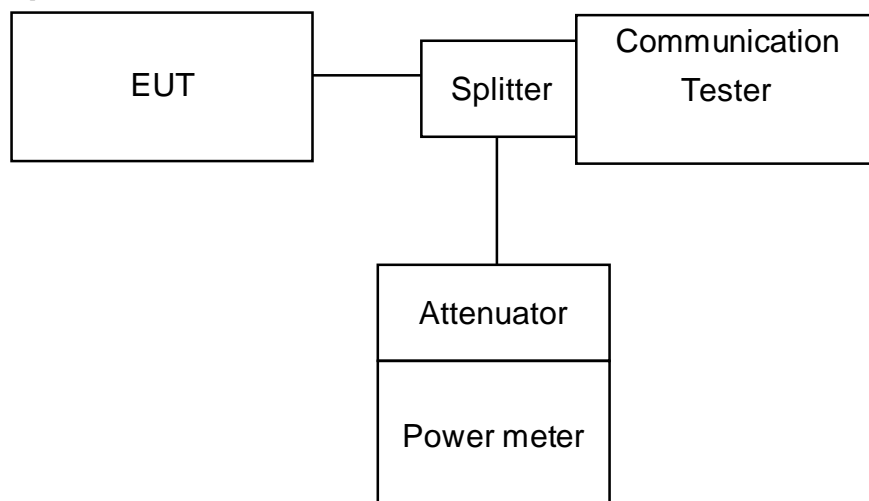 EUT
Splitter
Communication
Tester
Attenuator
Power meter